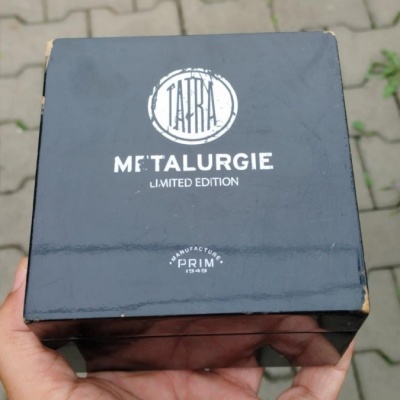 TATRA
METALURGIE
LIMITED EDITION
• MANUFACTURE •
PRIM
1949